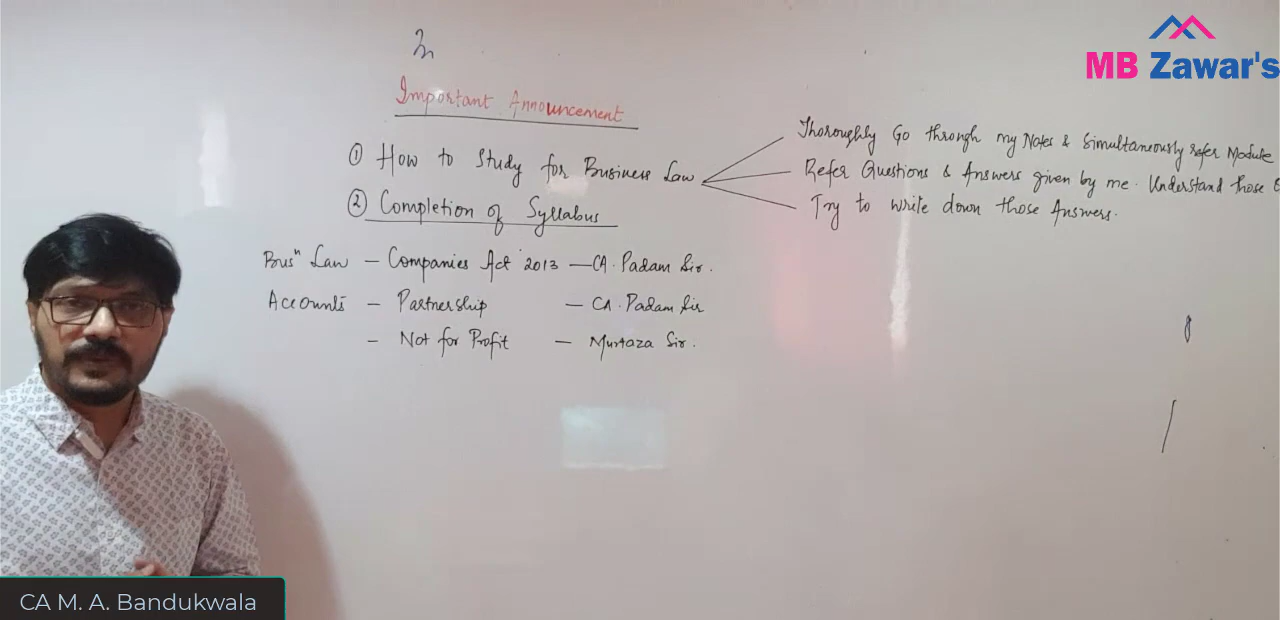 MB Zawar's
Important Announcement
① How to Study for Business Law
Thoroughly Go through my Notes & Simultaneously refer Module
Refer Questions & Answers given by me. Understand those
Try to write down those Answers.
② Completion of Syllabus
Busⁿ Law – Companies Act 2013 – CA. Padam Sir.
Accounts – Partnership – CA. Padam Sir
– Not for Profit – Murtaza Sir.
CA M. A. Bandukwala